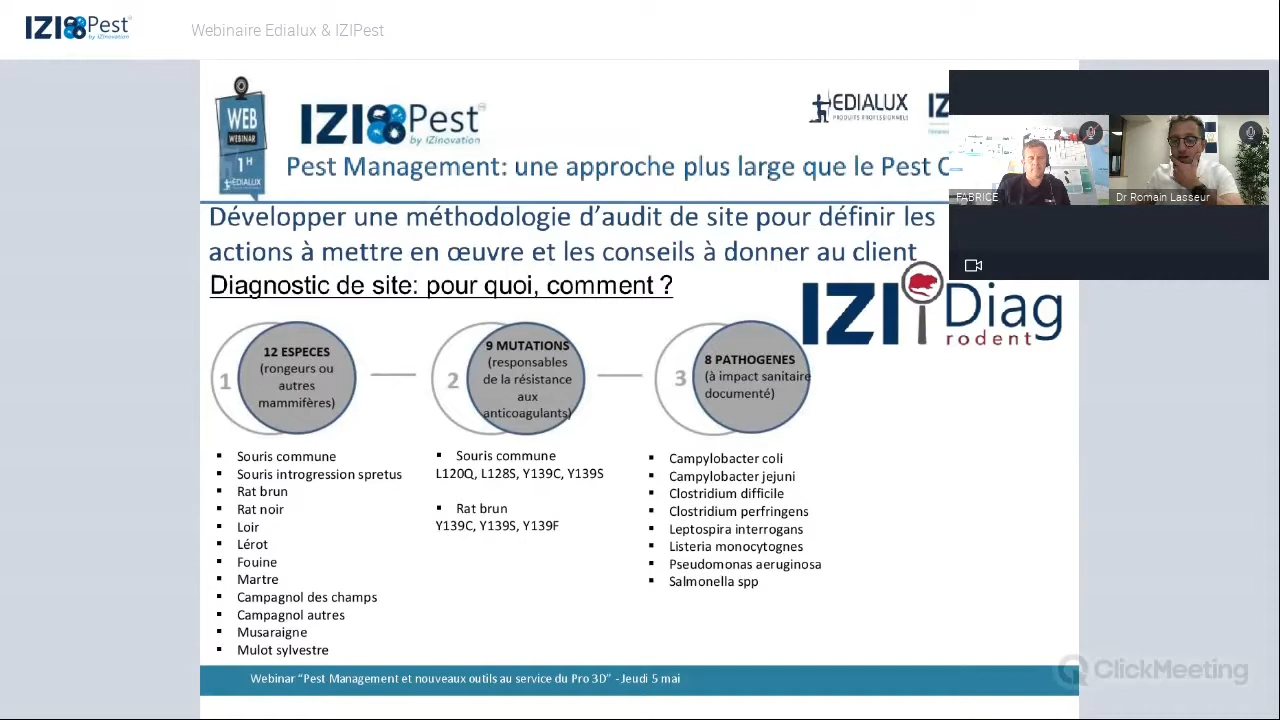 IZI Pest
by IZinovation
Webinaire Edialux & IZIPest
WEB
WEBINAR
1H
EDIALUX
IZI Pest
by IZinovation
EDIALUX
PRODUITS PROFESSIONNELS
IZ
Pest Management: une approche plus large que le Pest C
FABRICE
Dr Romain Lasseur
Développer une méthodologie d’audit de site pour définir les
actions à mettre en œuvre et les conseils à donner au client
Diagnostic de site: pour quoi, comment ?
IZI Diag
rodent
1
12 ESPECES
(rongeurs ou
autres
mammifères)
2
9 MUTATIONS
(responsables
de la résistance
aux
anticoagulants)
3
8 PATHOGENES
(à impact sanitaire
documenté)
▪ Souris commune
▪ Souris introgression spretus
▪ Rat brun
▪ Rat noir
▪ Loir
▪ Lérot
▪ Fouine
▪ Martre
▪ Campagnol des champs
▪ Campagnol autres
▪ Musaraigne
▪ Mulot sylvestre
▪ Souris commune
L120Q, L128S, Y139C, Y139S
▪ Rat brun
Y139C, Y139S, Y139F
▪ Campylobacter coli
▪ Campylobacter jejuni
▪ Clostridium difficile
▪ Clostridium perfringens
▪ Leptospira interrogans
▪ Listeria monocytognes
▪ Pseudomonas aeruginosa
▪ Salmonella spp
Webinar “Pest Management et nouveaux outils au service du Pro 3D” - Jeudi 5 mai
ClickMeeting